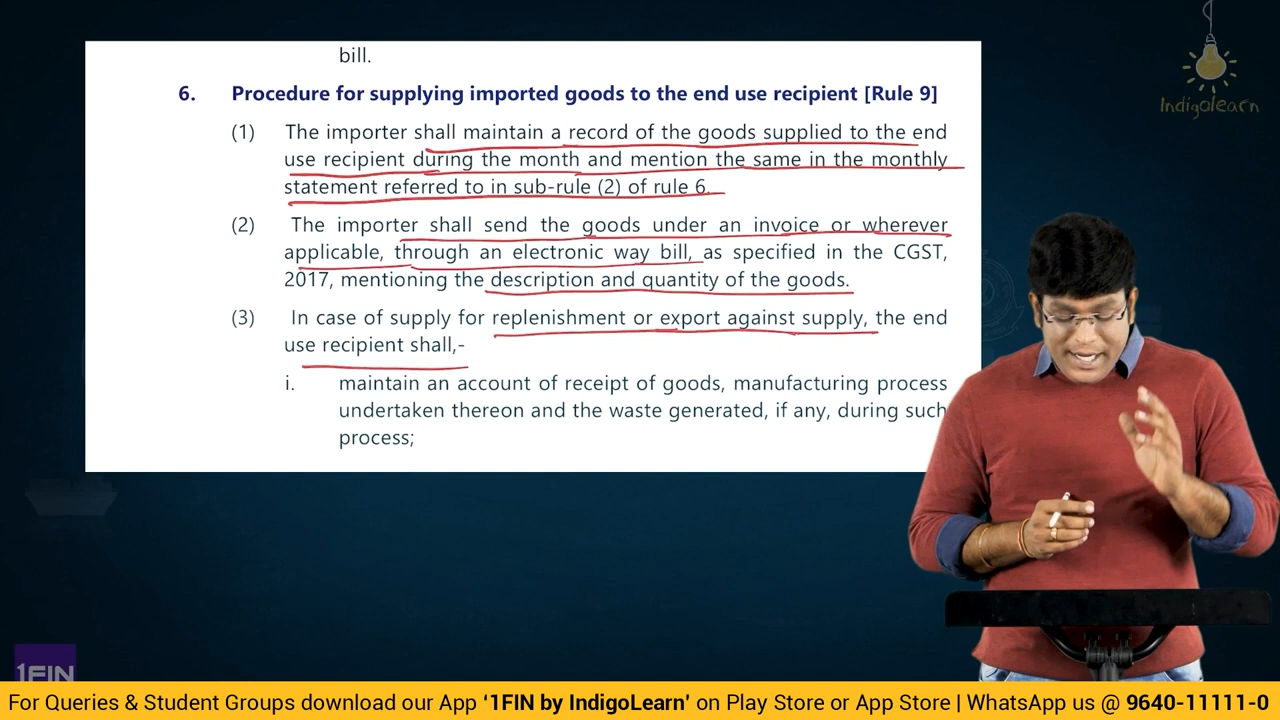 bill.
6. Procedure for supplying imported goods to the end use recipient [Rule 9]
(1) The importer shall maintain a record of the goods supplied to the end
use recipient during the month and mention the same in the monthly
statement referred to in sub-rule (2) of rule 6.
(2) The importer shall send the goods under an invoice or wherever
applicable, through an electronic way bill, as specified in the CGST,
2017, mentioning the description and quantity of the goods.
(3) In case of supply for replenishment or export against supply, the end
use recipient shall,-
i. maintain an account of receipt of goods, manufacturing process
undertaken thereon and the waste generated, if any, during such
process;
Indigolearn
1FIN
For Queries & Student Groups download our App ‘1FIN by IndigoLearn’ on Play Store or App Store | WhatsApp us @ 9640-11111-0